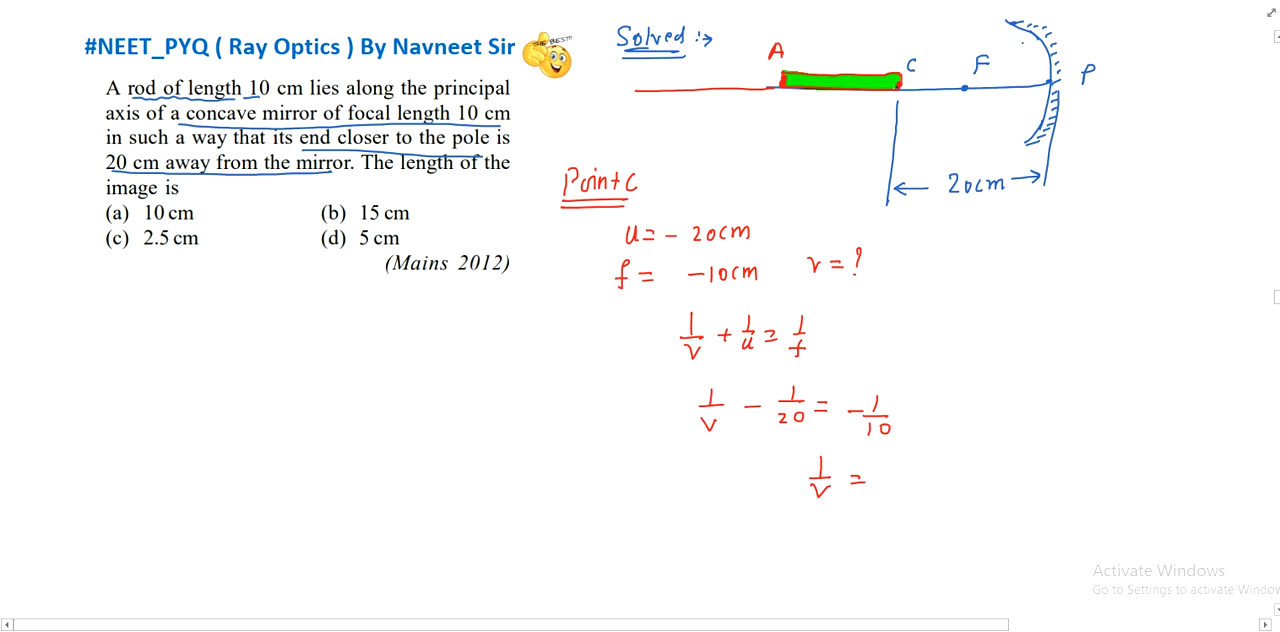 #NEET_PYQ ( Ray Optics ) By Navneet Sir
THE BEST!!!
A rod of length 10 cm lies along the principal
axis of a concave mirror of focal length 10 cm
in such a way that its end closer to the pole is
20 cm away from the mirror. The length of the
image is
(a) 10 cm (b) 15 cm
(c) 2.5 cm (d) 5 cm
(Mains 2012)
Solved :→
A C F P
20cm
Point C
u = - 20cm
f = -10cm v = ?
1/v + 1/u = 1/f
1/v - 1/20 = -1/10
1/v =
Activate Windows
Go to Settings to activate Window